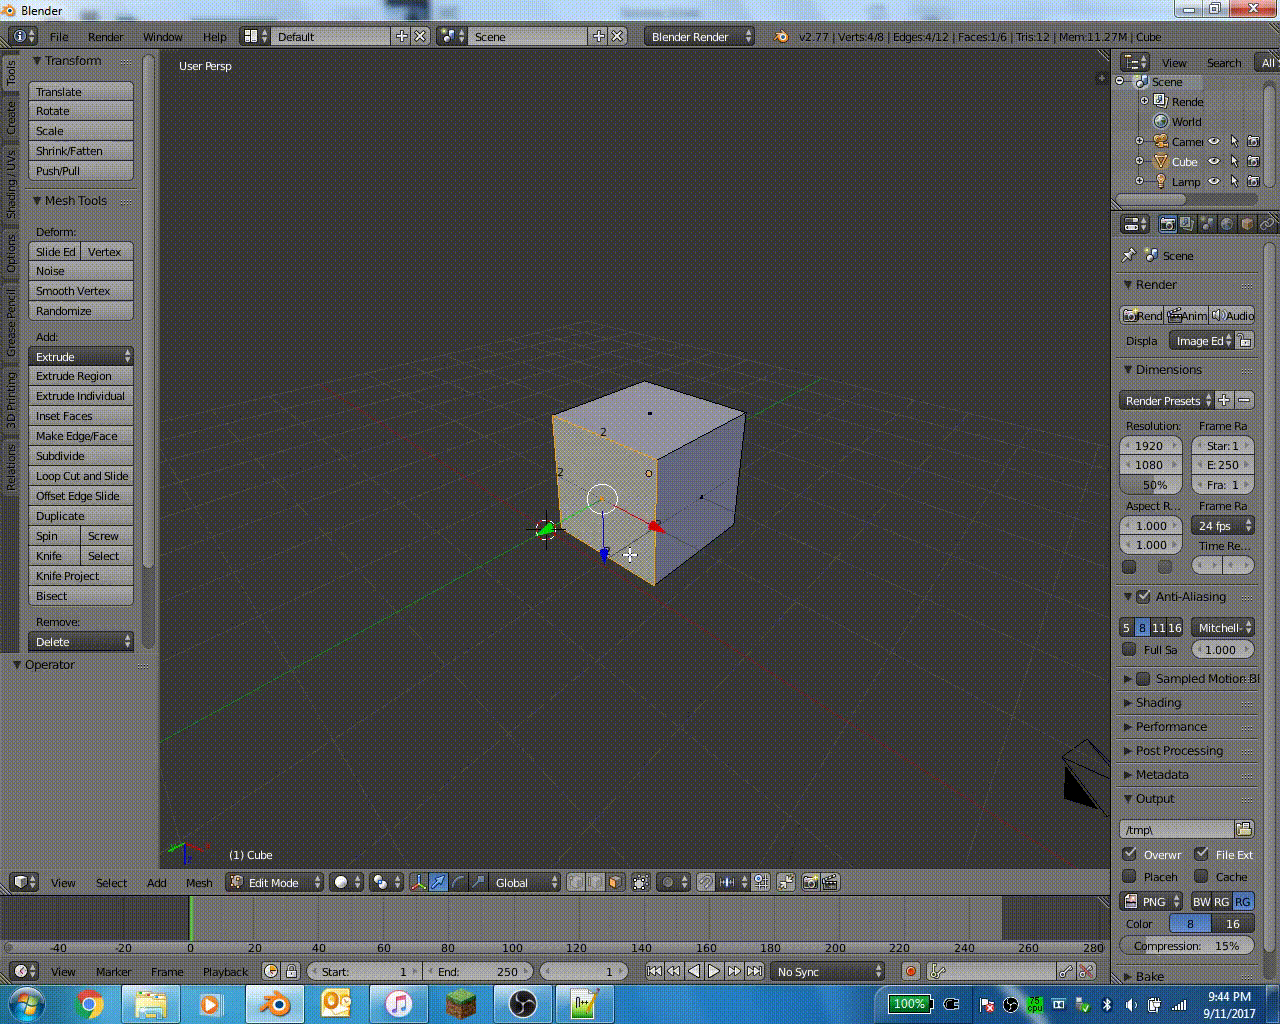 Blender
File Render Window Help Default Scene Blender Render v2.77 | Verts:4/8 | Edges:4/12 | Faces:1/6 | Tris:12 | Mem:11.27M | Cube
Tools
Create
Shading / UVs
Options
Grease Pencil
3D Printing
Relations
Transform
Translate
Rotate
Scale
Shrink/Fatten
Push/Pull
Mesh Tools
Deform:
Slide Ed Vertex
Noise
Smooth Vertex
Randomize
Add:
Extrude
Extrude Region
Extrude Individual
Inset Faces
Make Edge/Face
Subdivide
Loop Cut and Slide
Offset Edge Slide
Duplicate
Spin Screw
Knife Select
Knife Project
Bisect
Remove:
Delete
Operator
User Persp
2
2
(1) Cube
View Select Add Mesh Edit Mode Global
View Search All
Scene
Rende
World
Camer
Cube
Lamp
Scene
Render
Rend Anim Audio
Displa Image Ed
Dimensions
Render Presets
Resolution: Frame Ra
1920 Star: 1
1080 E: 250
50% Fra: 1
Aspect R... Frame Ra
1.000 24 fps
1.000 Time Re...
Anti-Aliasing
5 8 11 16 Mitchell-
Full Sa 1.000
Sampled Motion Bl
Shading
Performance
Post Processing
Metadata
Output
/tmp\
Overwr File Ext
Placeh Cache
PNG BW RG RG
Color 8 16
Compression: 15%
Bake
-40 -20 0 20 40 60 80 100 120 140 160 180 200 220 240 260 280
View Marker Frame Playback Start: 1 End: 250 1 No Sync
100% 75 cpu 9:44 PM
9/11/2017